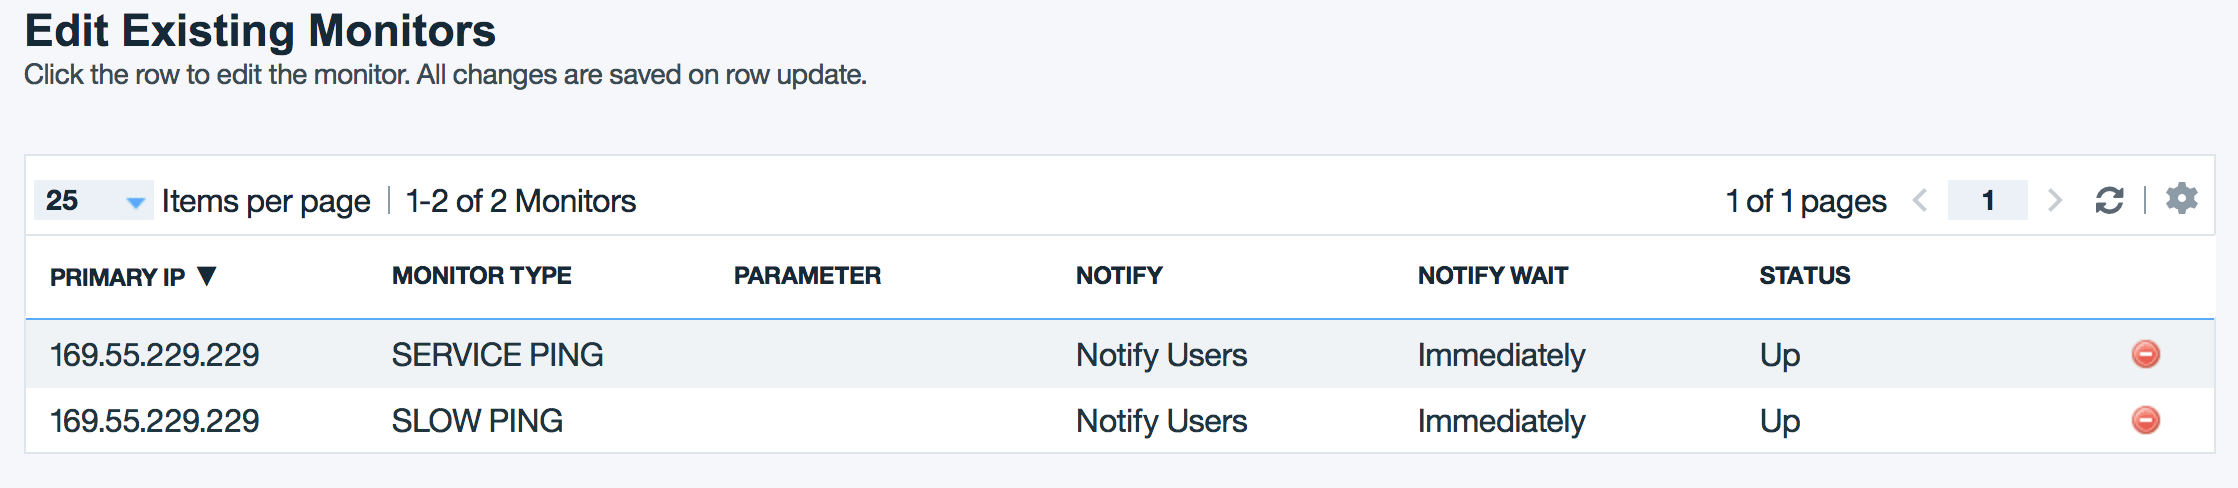 Edit Existing Monitors
Click the row to edit the monitor. All changes are saved on row update.
25 Items per page | 1-2 of 2 Monitors 1 of 1 pages 1
PRIMARY IP ▼ MONITOR TYPE PARAMETER NOTIFY NOTIFY WAIT STATUS
169.55.229.229 SERVICE PING Notify Users Immediately Up
169.55.229.229 SLOW PING Notify Users Immediately Up